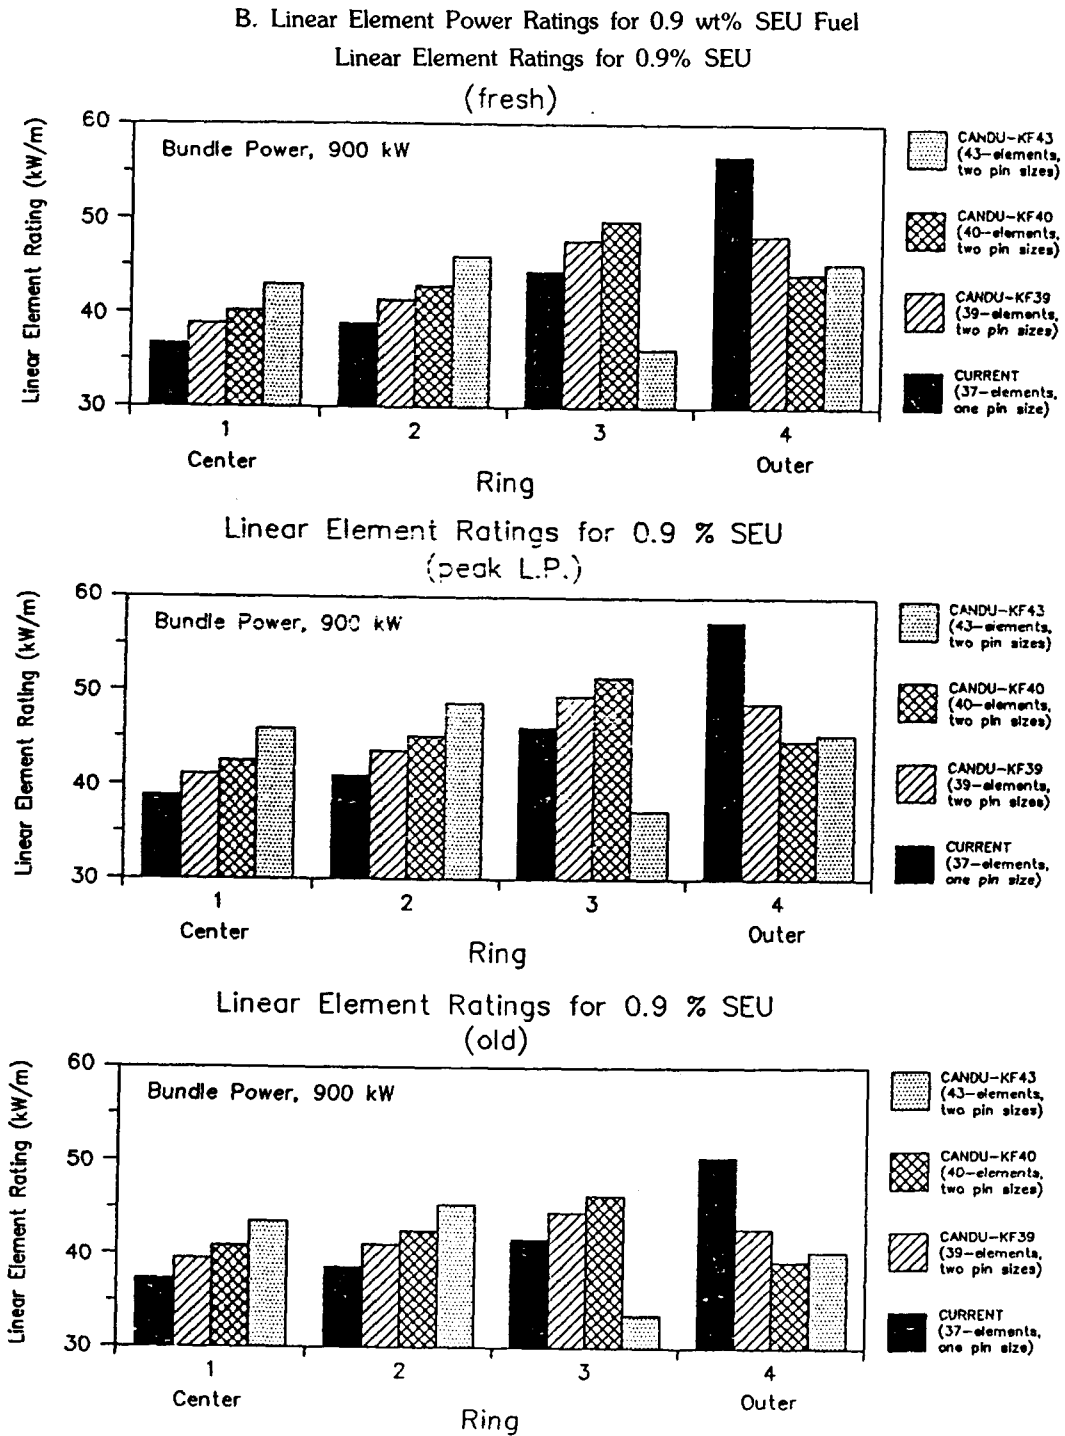 B. Linear Element Power Ratings for 0.9 wt% SEU Fuel
Linear Element Ratings for 0.9% SEU
(fresh)
Linear Element Rating (kW/m)
60
50
40
30
Bundle Power, 900 kW
1
2
3
4
Center
Outer
Ring
CANDU-KF43
(43-elements,
two pin sizes)
CANDU-KF40
(40-elements,
two pin sizes)
CANDU-KF39
(39-elements,
two pin sizes)
CURRENT
(37-elements,
one pin size)
Linear Element Ratings for 0.9 % SEU
(peak L.P.)
Linear Element Rating (kW/m)
60
50
40
30
Bundle Power, 900 kW
1
2
3
4
Center
Outer
Ring
CANDU-KF43
(43-elements,
two pin sizes)
CANDU-KF40
(40-elements,
two pin sizes)
CANDU-KF39
(39-elements,
two pin sizes)
CURRENT
(37-elements,
one pin size)
Linear Element Ratings for 0.9 % SEU
(old)
Linear Element Rating (kW/m)
60
50
40
30
Bundle Power, 900 kW
1
2
3
4
Center
Outer
Ring
CANDU-KF43
(43-elements,
two pin sizes)
CANDU-KF40
(40-elements,
two pin sizes)
CANDU-KF39
(39-elements,
two pin sizes)
CURRENT
(37-elements,
one pin size)